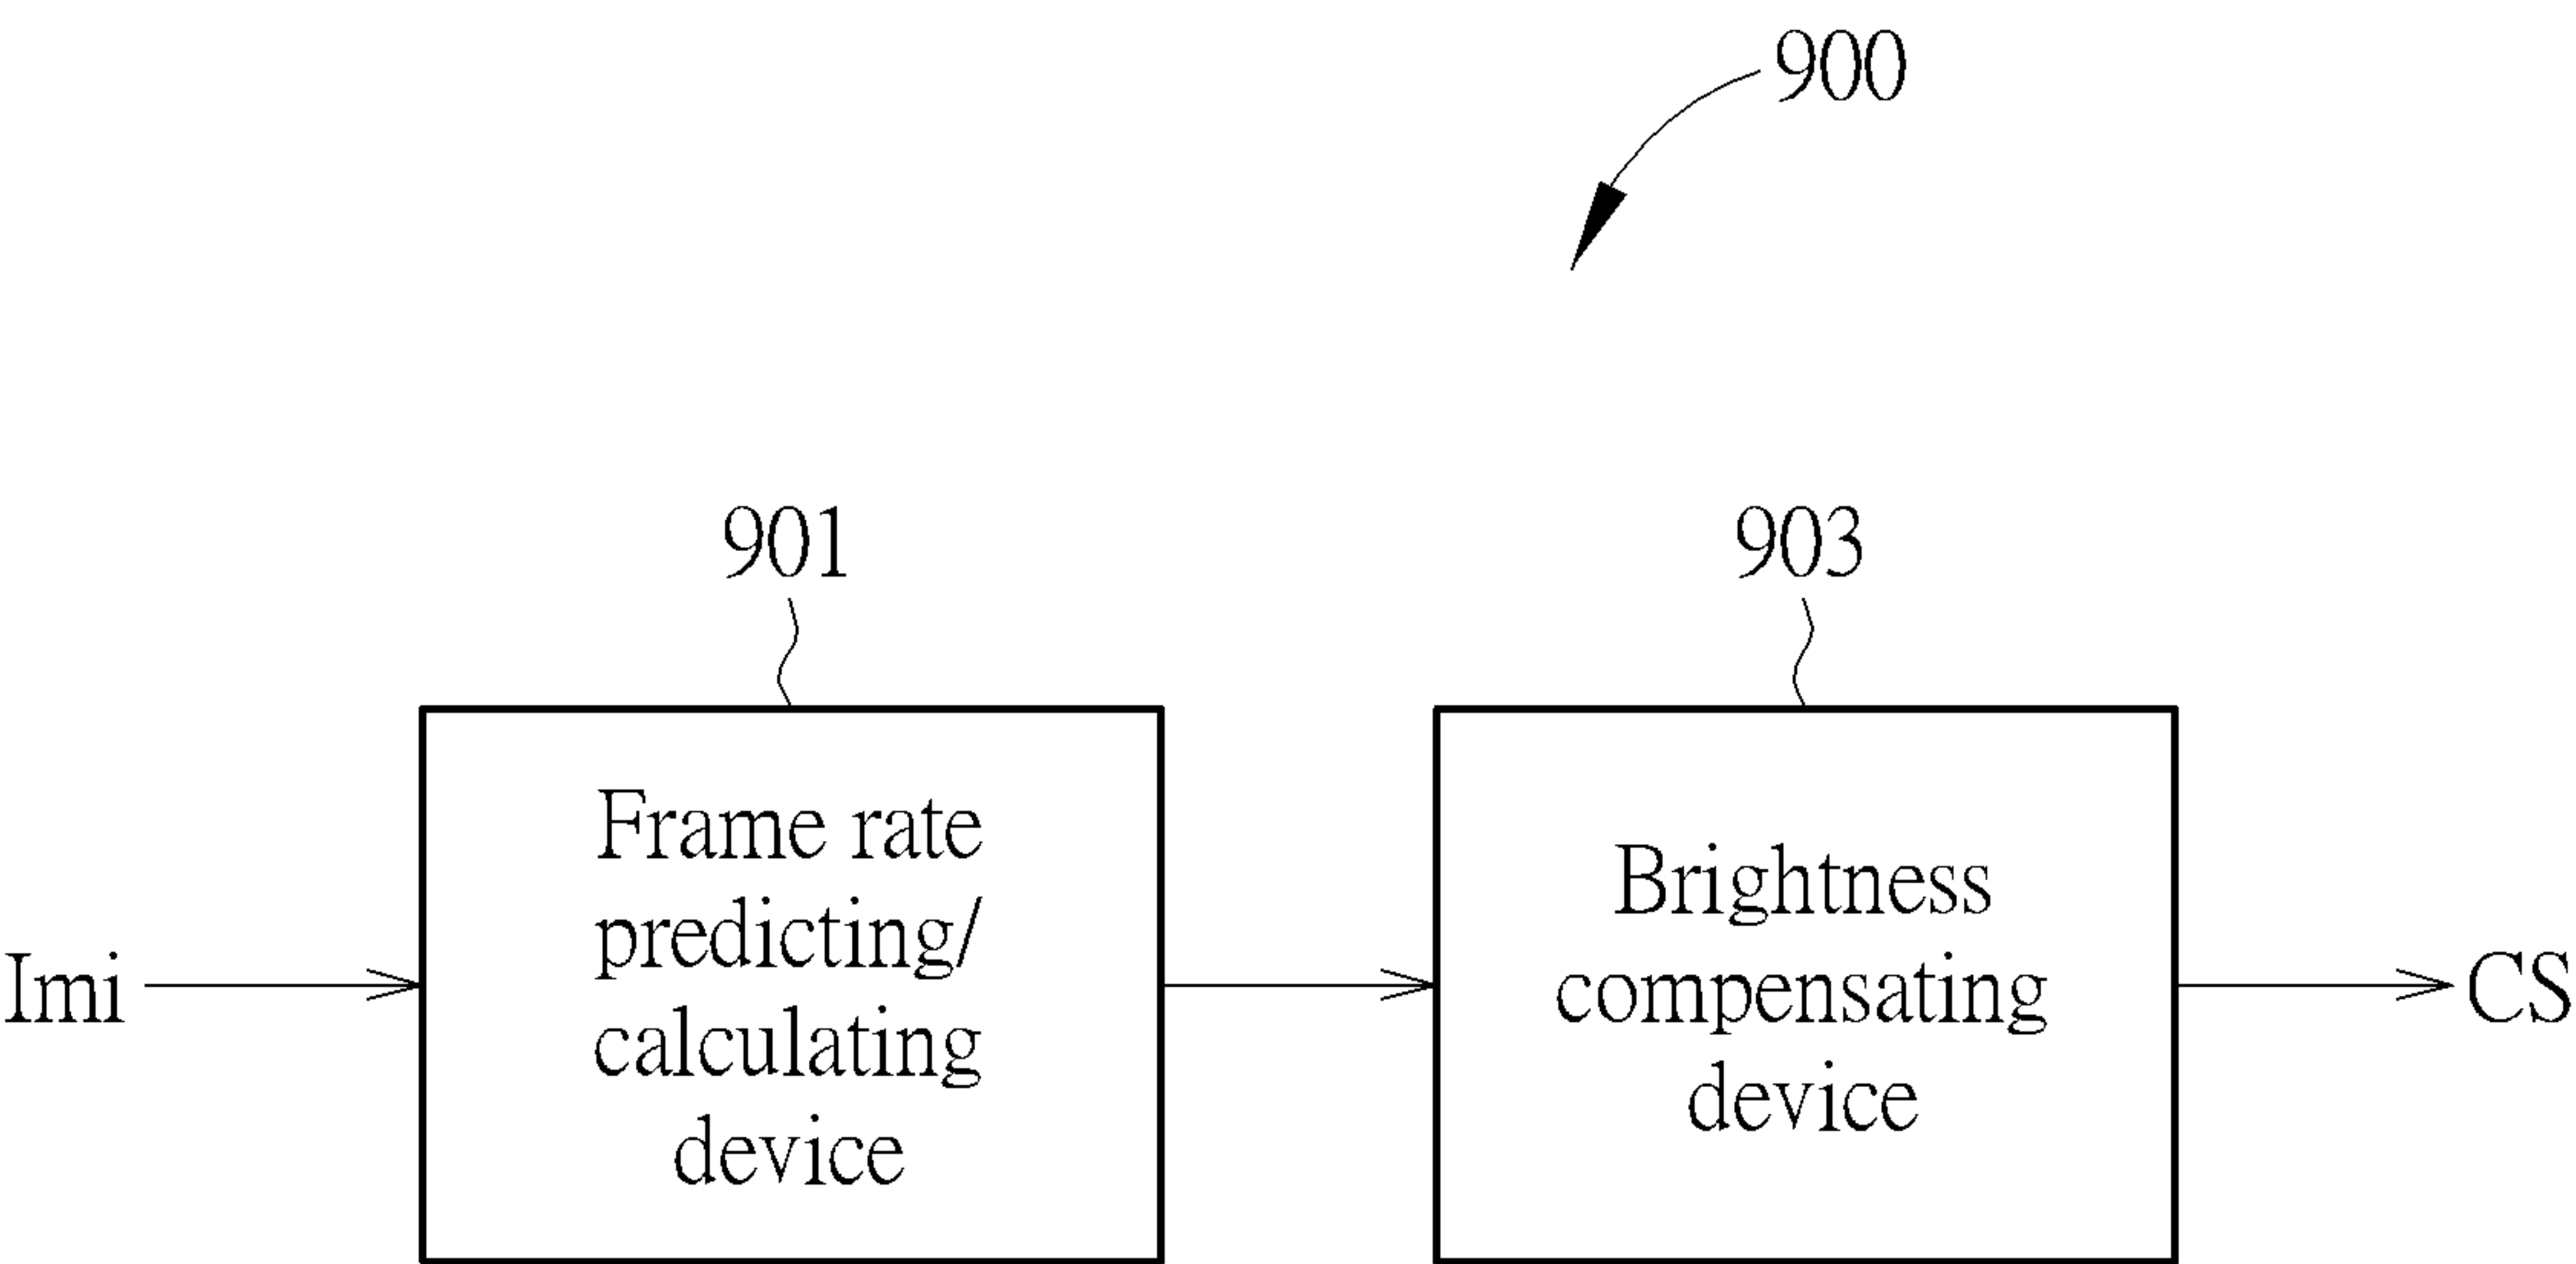 900
901
903
Frame rate
predicting/
calculating
device
Brightness
compensating
device
Imi
CS